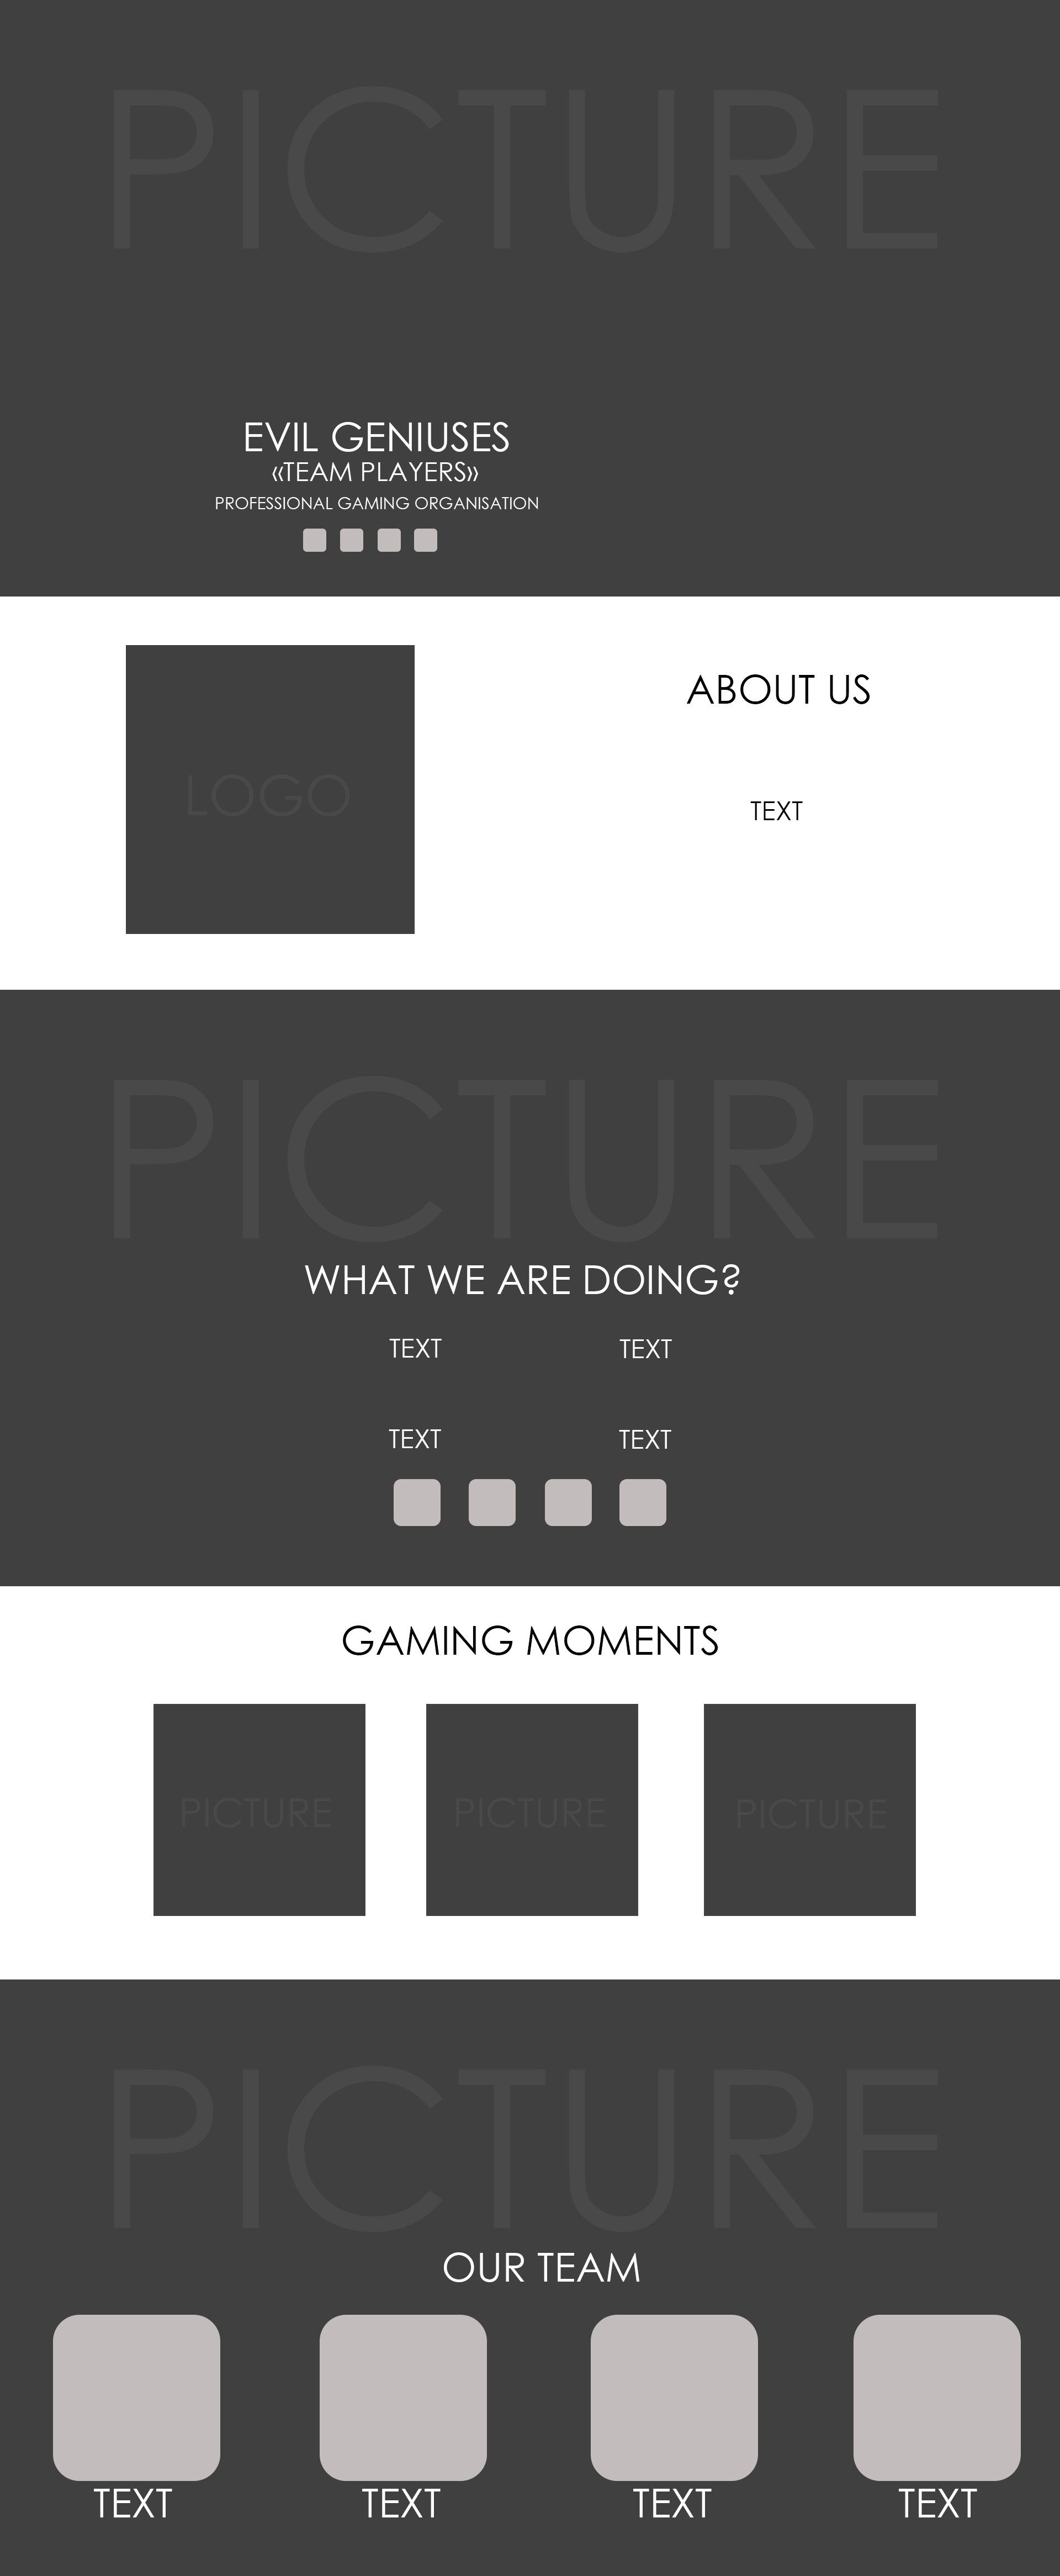 PICTURE
EVIL GENIUSES
«TEAM PLAYERS»
PROFESSIONAL GAMING ORGANISATION
LOGO
ABOUT US
TEXT
PICTURE
WHAT WE ARE DOING?
TEXT TEXT
TEXT TEXT
GAMING MOMENTS
PICTURE PICTURE PICTURE
PICTURE
OUR TEAM
TEXT TEXT TEXT TEXT